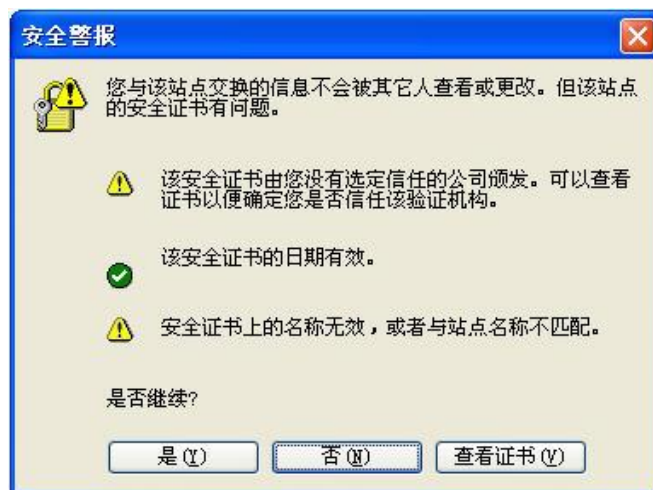 安全警报
您与该站点交换的信息不会被其它人查看或更改。但该站点
的安全证书有问题。
该安全证书由您没有选定信任的公司颁发。可以查看
证书以便确定您是否信任该验证机构。
该安全证书的日期有效。
安全证书上的名称无效，或者与站点名称不匹配。
是否继续?
是(Y)
否(N)
查看证书(V)